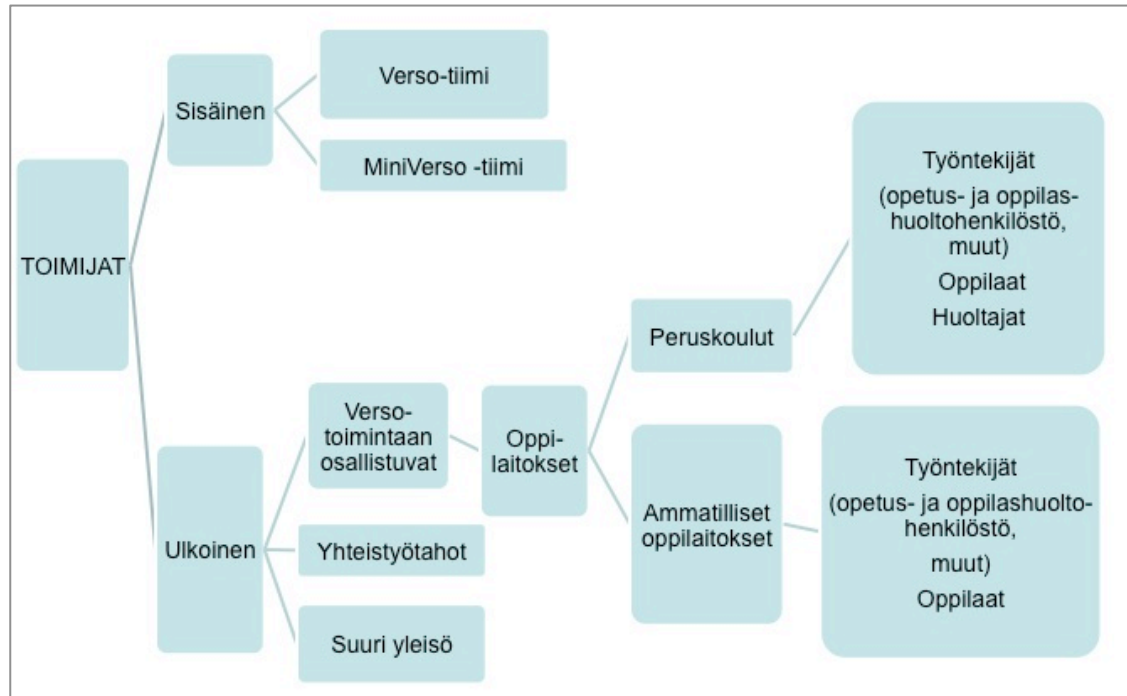 TOIMIJAT
Sisäinen
Verso-tiimi
MiniVerso -tiimi
Ulkoinen
Verso-
toimintaan
osallistuvat
Yhteistyötahot
Suuri yleisö
Oppi-
laitokset
Peruskoulut
Ammatilliset
oppilaitokset
Työntekijät
(opetus- ja oppilas-
huoltohenkilöstö,
muut)
Oppilaat
Huoltajat
Työntekijät
(opetus- ja oppilashuolto-
henkilöstö,
muut)
Oppilaat